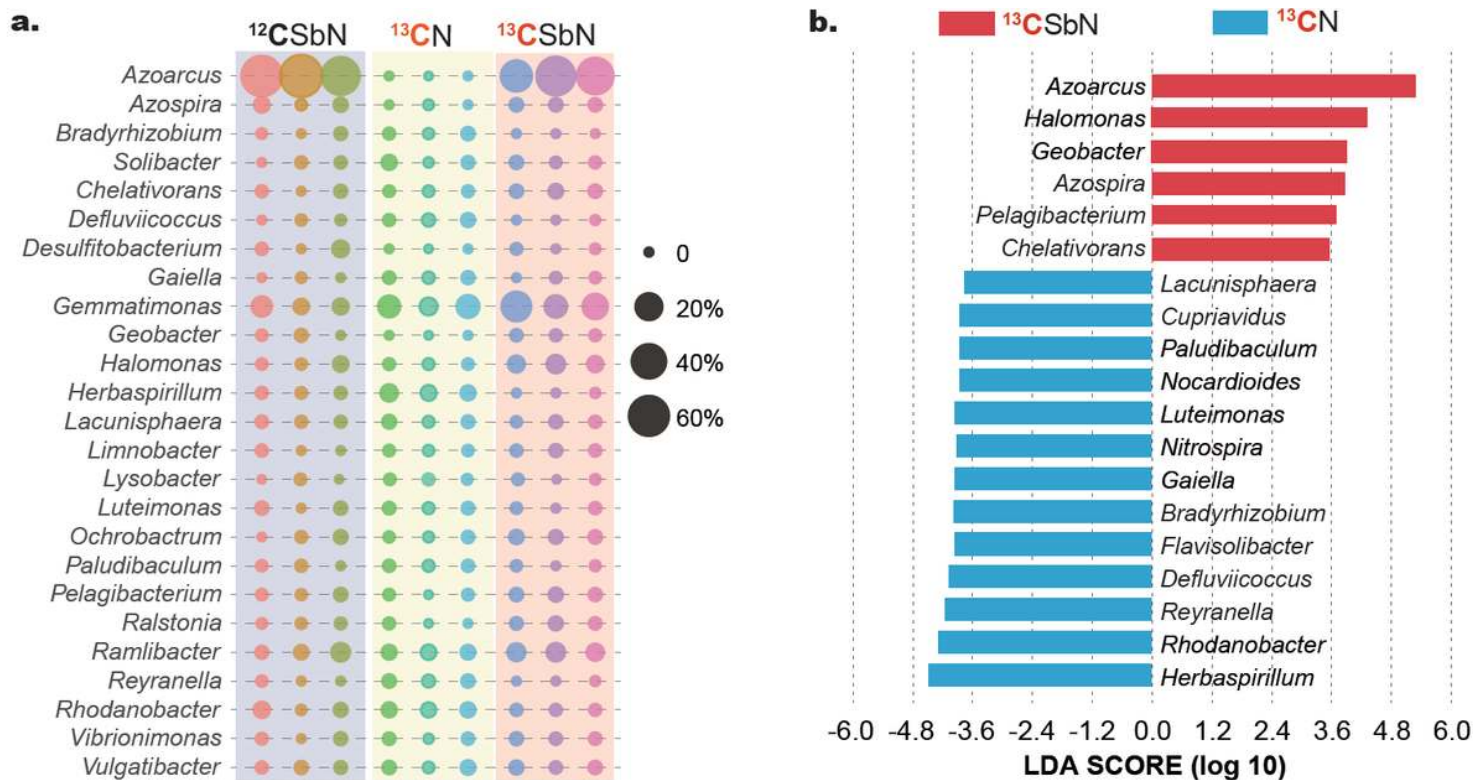 a.
¹²CSbN ¹³CN ¹³CSbN
Azoarcus
Azospira
Bradyrhizobium
Solibacter
Chelativorans
Defluviicoccus
Desulfitobacterium
Gaiella
Gemmatimonas
Geobacter
Halomonas
Herbaspirillum
Lacunisphaera
Limnobacter
Lysobacter
Luteimonas
Ochrobactrum
Paludibaculum
Pelagibacterium
Ralstonia
Ramlibacter
Reyranella
Rhodanobacter
Vibrionimonas
Vulgatibacter
0
20%
40%
60%
b.
¹³CSbN ¹³CN
Azoarcus
Halomonas
Geobacter
Azospira
Pelagibacterium
Chelativorans
Lacunisphaera
Cupriavidus
Paludibaculum
Nocardioides
Luteimonas
Nitrospira
Gaiella
Bradyrhizobium
Flavisolibacter
Defluviicoccus
Reyranella
Rhodanobacter
Herbaspirillum
-6.0 -4.8 -3.6 -2.4 -1.2 0.0 1.2 2.4 3.6 4.8 6.0
LDA SCORE (log 10)